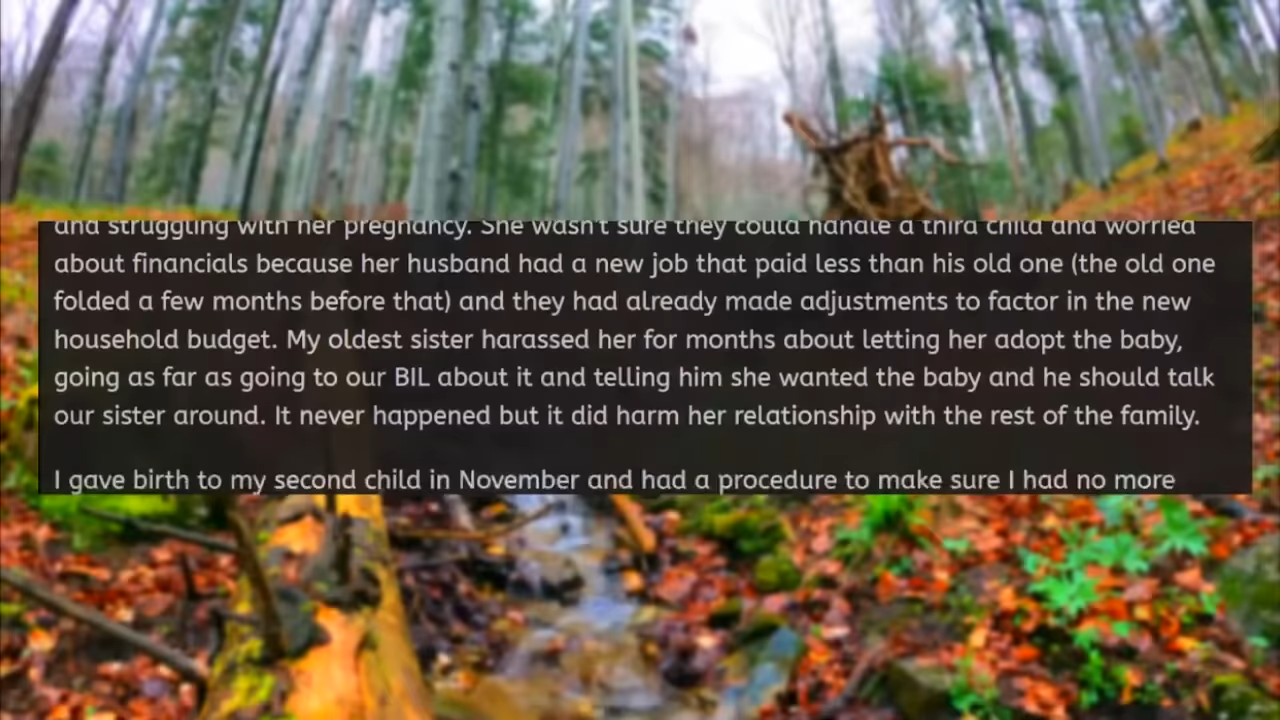 and struggling with her pregnancy. She wasn't sure they could handle a third child and worried
about financials because her husband had a new job that paid less than his old one (the old one
folded a few months before that) and they had already made adjustments to factor in the new
household budget. My oldest sister harassed her for months about letting her adopt the baby,
going as far as going to our BIL about it and telling him she wanted the baby and he should talk
our sister around. It never happened but it did harm her relationship with the rest of the family.
I gave birth to my second child in November and had a procedure to make sure I had no more